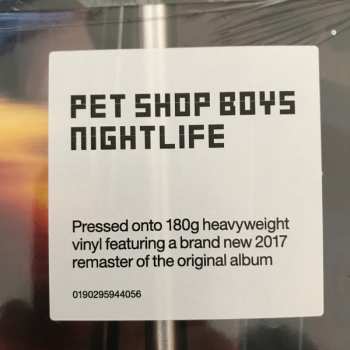 PET SHOP BOYS
NIGHTLIFE
Pressed onto 180g heavyweight
vinyl featuring a brand new 2017
remaster of the original album
0190295944056